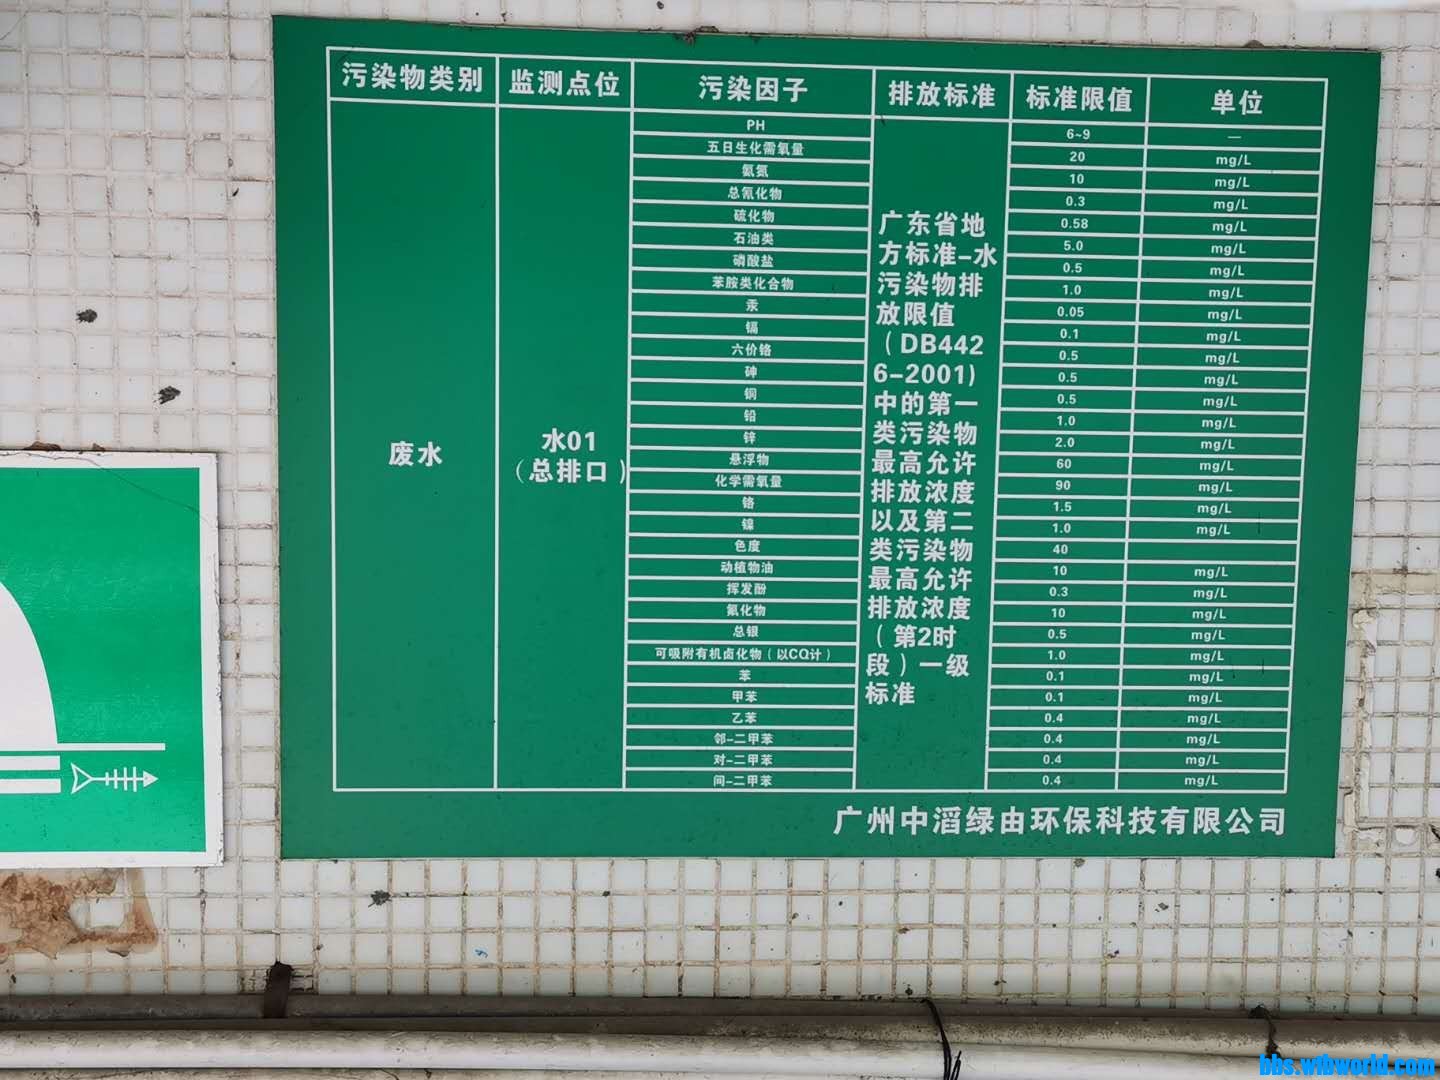 污染物类别 监测点位 污染因子 排放标准 标准限值 单位
废水
水01
（总排口）
广东省地
方标准-水
污染物排
放限值
（DB442
6-2001)
中的第一
类污染物
最高允许
排放浓度
以及第二
类污染物
最高允许
排放浓度
（第2时
段）一级
标准
PH 6~9 —
五日生化需氧量 20 mg/L
氨氮 10 mg/L
总氰化物 0.3 mg/L
硫化物 0.58 mg/L
石油类 5.0 mg/L
磷酸盐 0.5 mg/L
苯胺类化合物 1.0 mg/L
汞 0.05 mg/L
镉 0.1 mg/L
六价铬 0.5 mg/L
砷 0.5 mg/L
铜 0.5 mg/L
铅 1.0 mg/L
锌 2.0 mg/L
悬浮物 60 mg/L
化学需氧量 90 mg/L
铬 1.5 mg/L
镍 1.0 mg/L
色度 40
动植物油 10 mg/L
挥发酚 0.3 mg/L
氟化物 10 mg/L
总银 0.5 mg/L
可吸附有机卤化物（以CQ计） 1.0 mg/L
苯 0.1 mg/L
甲苯 0.1 mg/L
乙苯 0.4 mg/L
邻-二甲苯 0.4 mg/L
对-二甲苯 0.4 mg/L
间-二甲苯 0.4 mg/L
广州中滔绿由环保科技有限公司
bbs.wfbworld.com